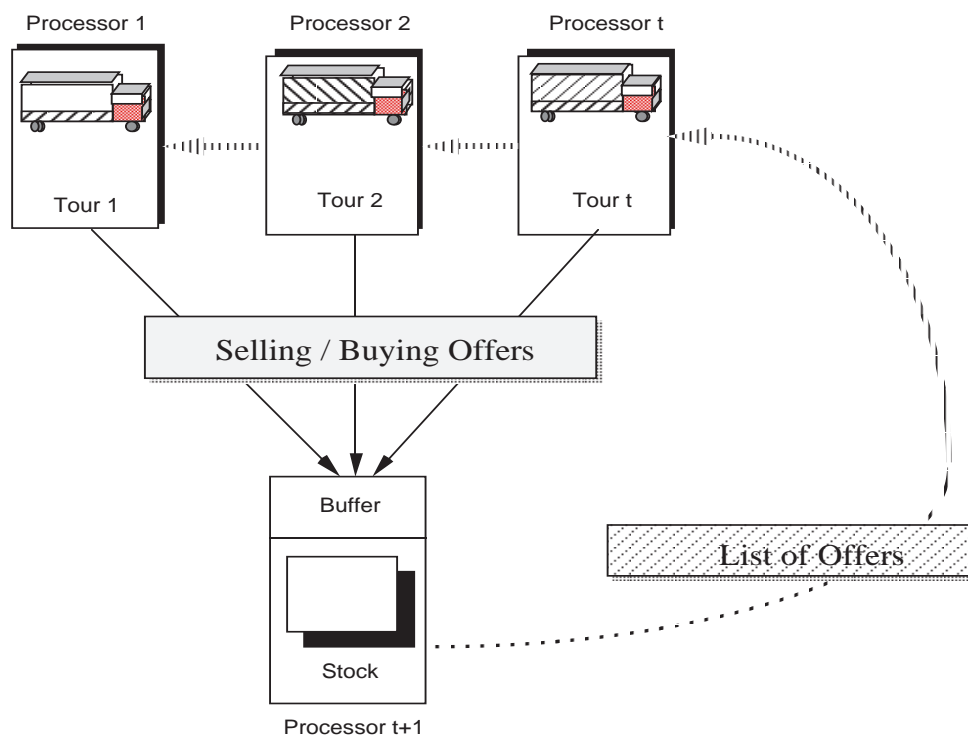 Processor 1
Processor 2
Processor t
Tour 1
Tour 2
Tour t
Selling / Buying Offers
Buffer
List of Offers
Stock
Processor t+1